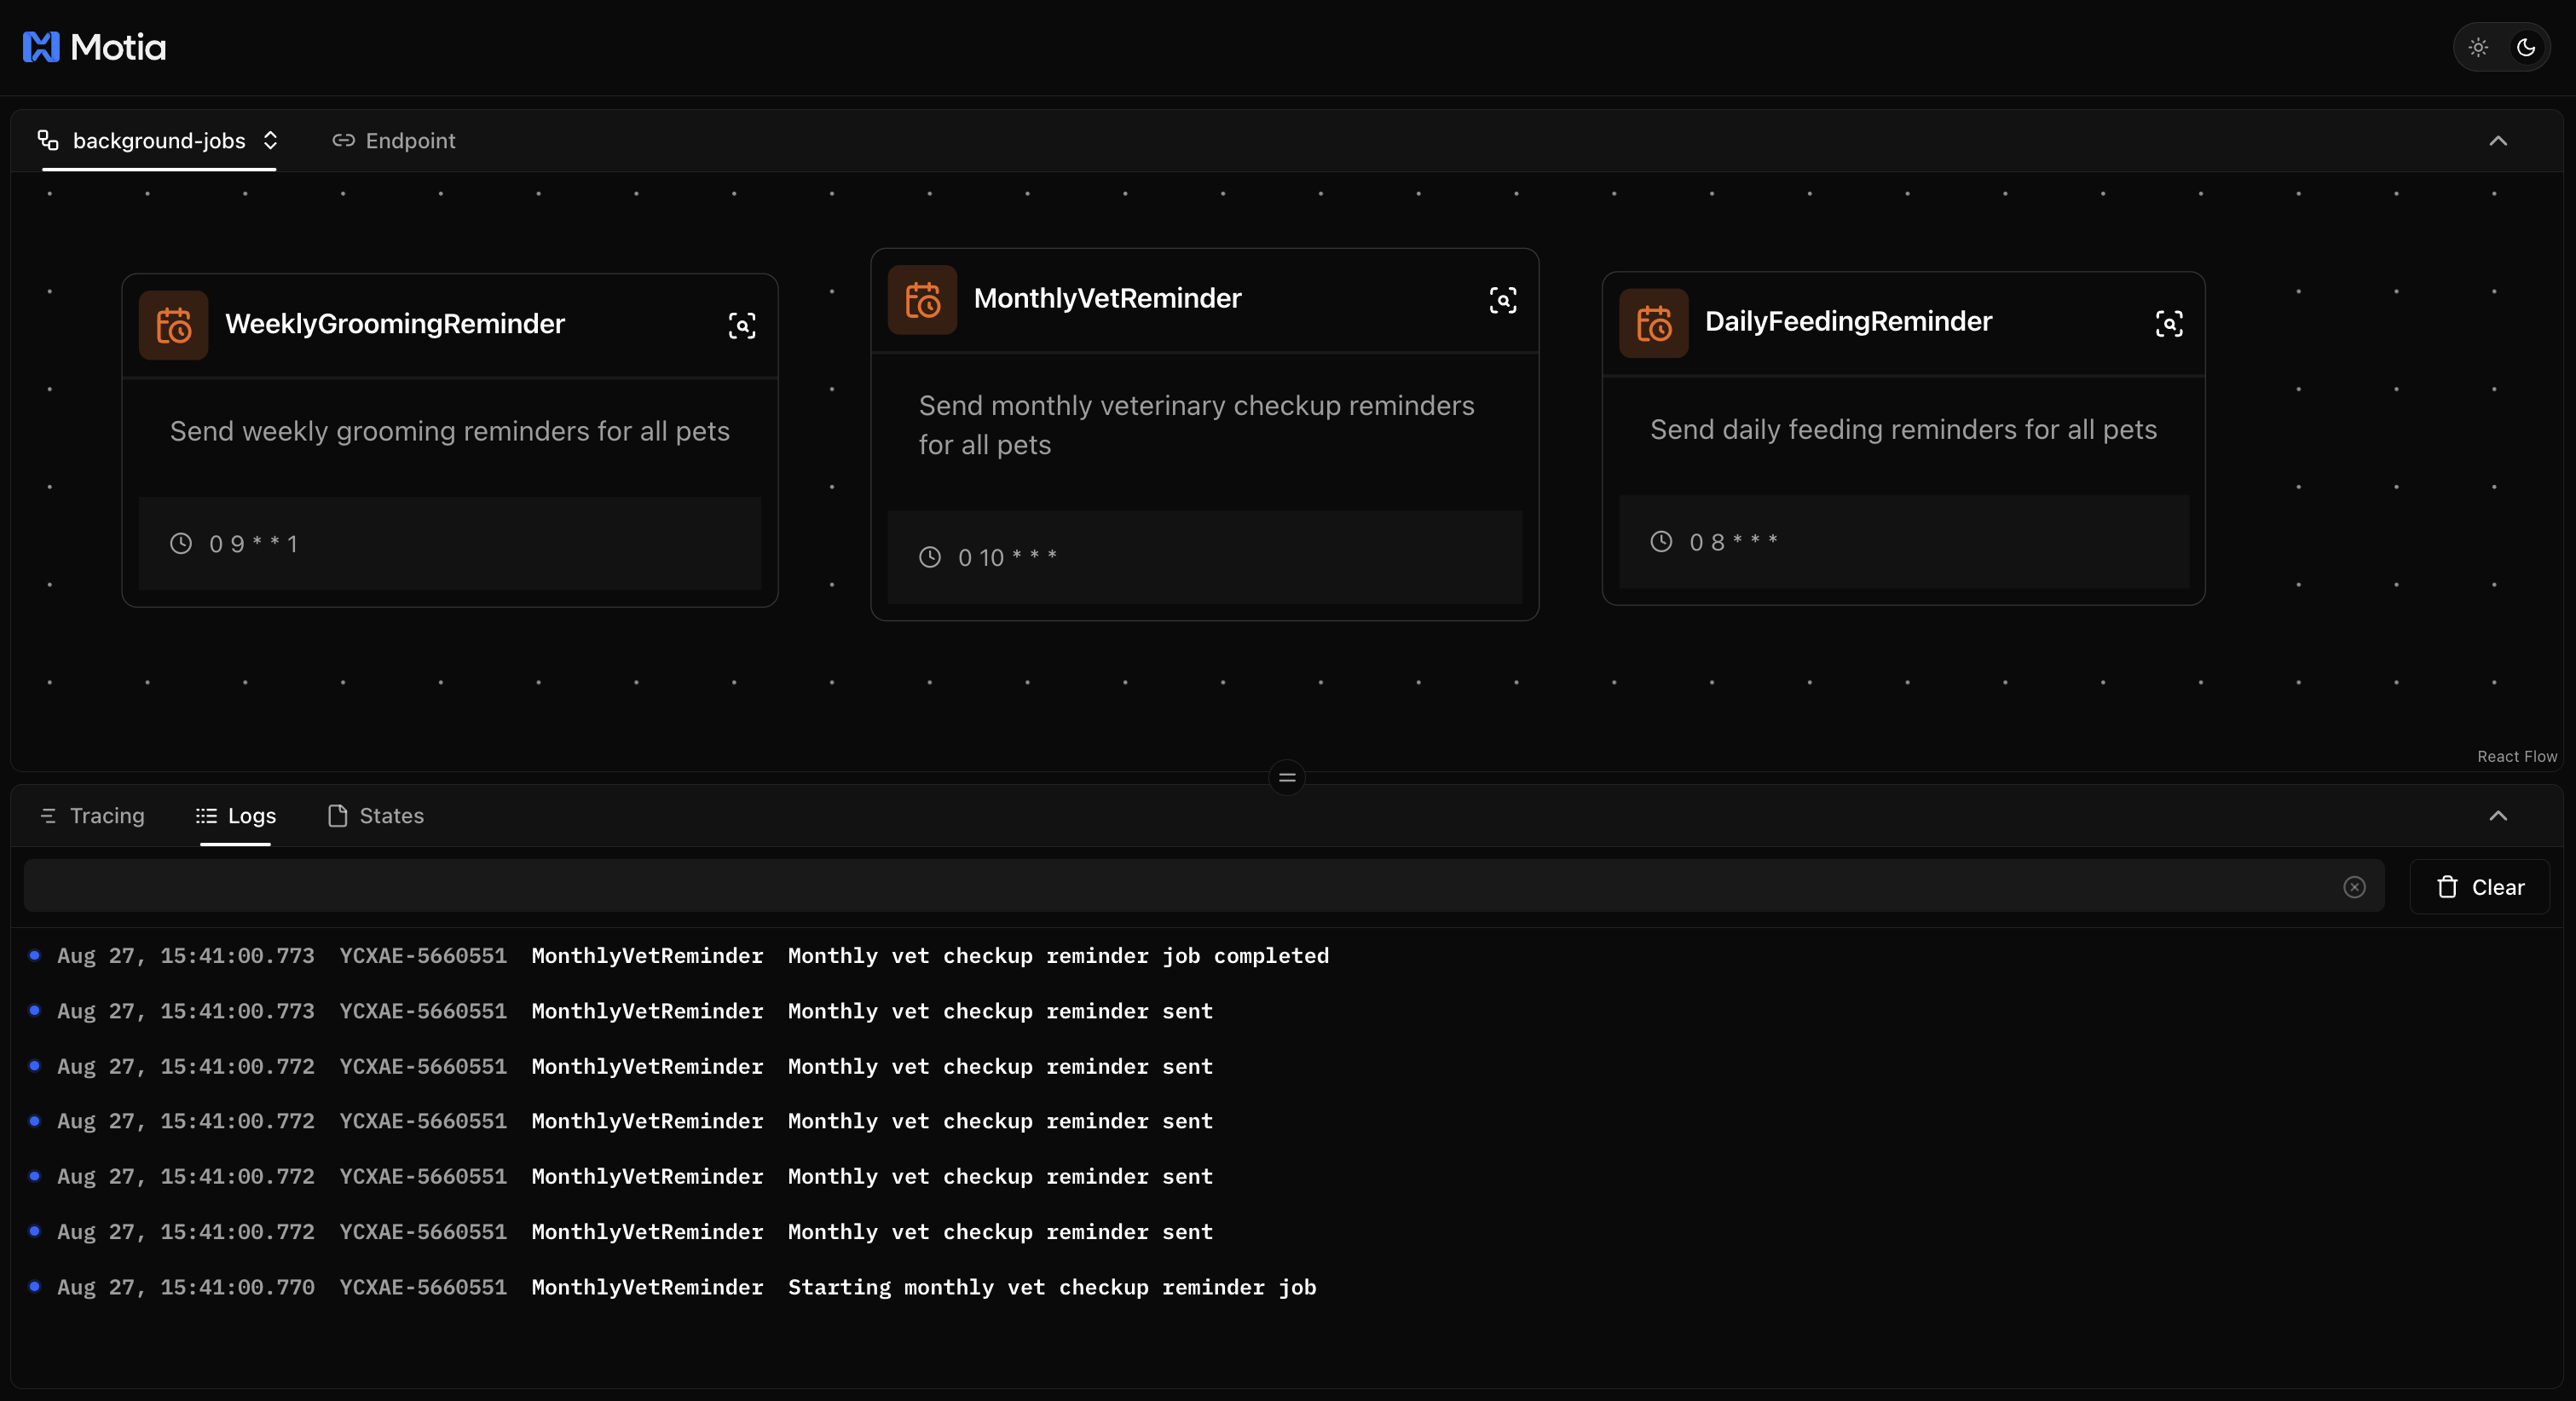 Motia
background-jobs
Endpoint
WeeklyGroomingReminder
Send weekly grooming reminders for all pets
0 9 * * 1
MonthlyVetReminder
Send monthly veterinary checkup reminders
for all pets
0 10 * * *
DailyFeedingReminder
Send daily feeding reminders for all pets
0 8 * * *
React Flow
Tracing
Logs
States
Clear
Aug 27, 15:41:00.773 YCXAE-5660551 MonthlyVetReminder Monthly vet checkup reminder job completed
Aug 27, 15:41:00.773 YCXAE-5660551 MonthlyVetReminder Monthly vet checkup reminder sent
Aug 27, 15:41:00.772 YCXAE-5660551 MonthlyVetReminder Monthly vet checkup reminder sent
Aug 27, 15:41:00.772 YCXAE-5660551 MonthlyVetReminder Monthly vet checkup reminder sent
Aug 27, 15:41:00.772 YCXAE-5660551 MonthlyVetReminder Monthly vet checkup reminder sent
Aug 27, 15:41:00.772 YCXAE-5660551 MonthlyVetReminder Monthly vet checkup reminder sent
Aug 27, 15:41:00.770 YCXAE-5660551 MonthlyVetReminder Starting monthly vet checkup reminder job